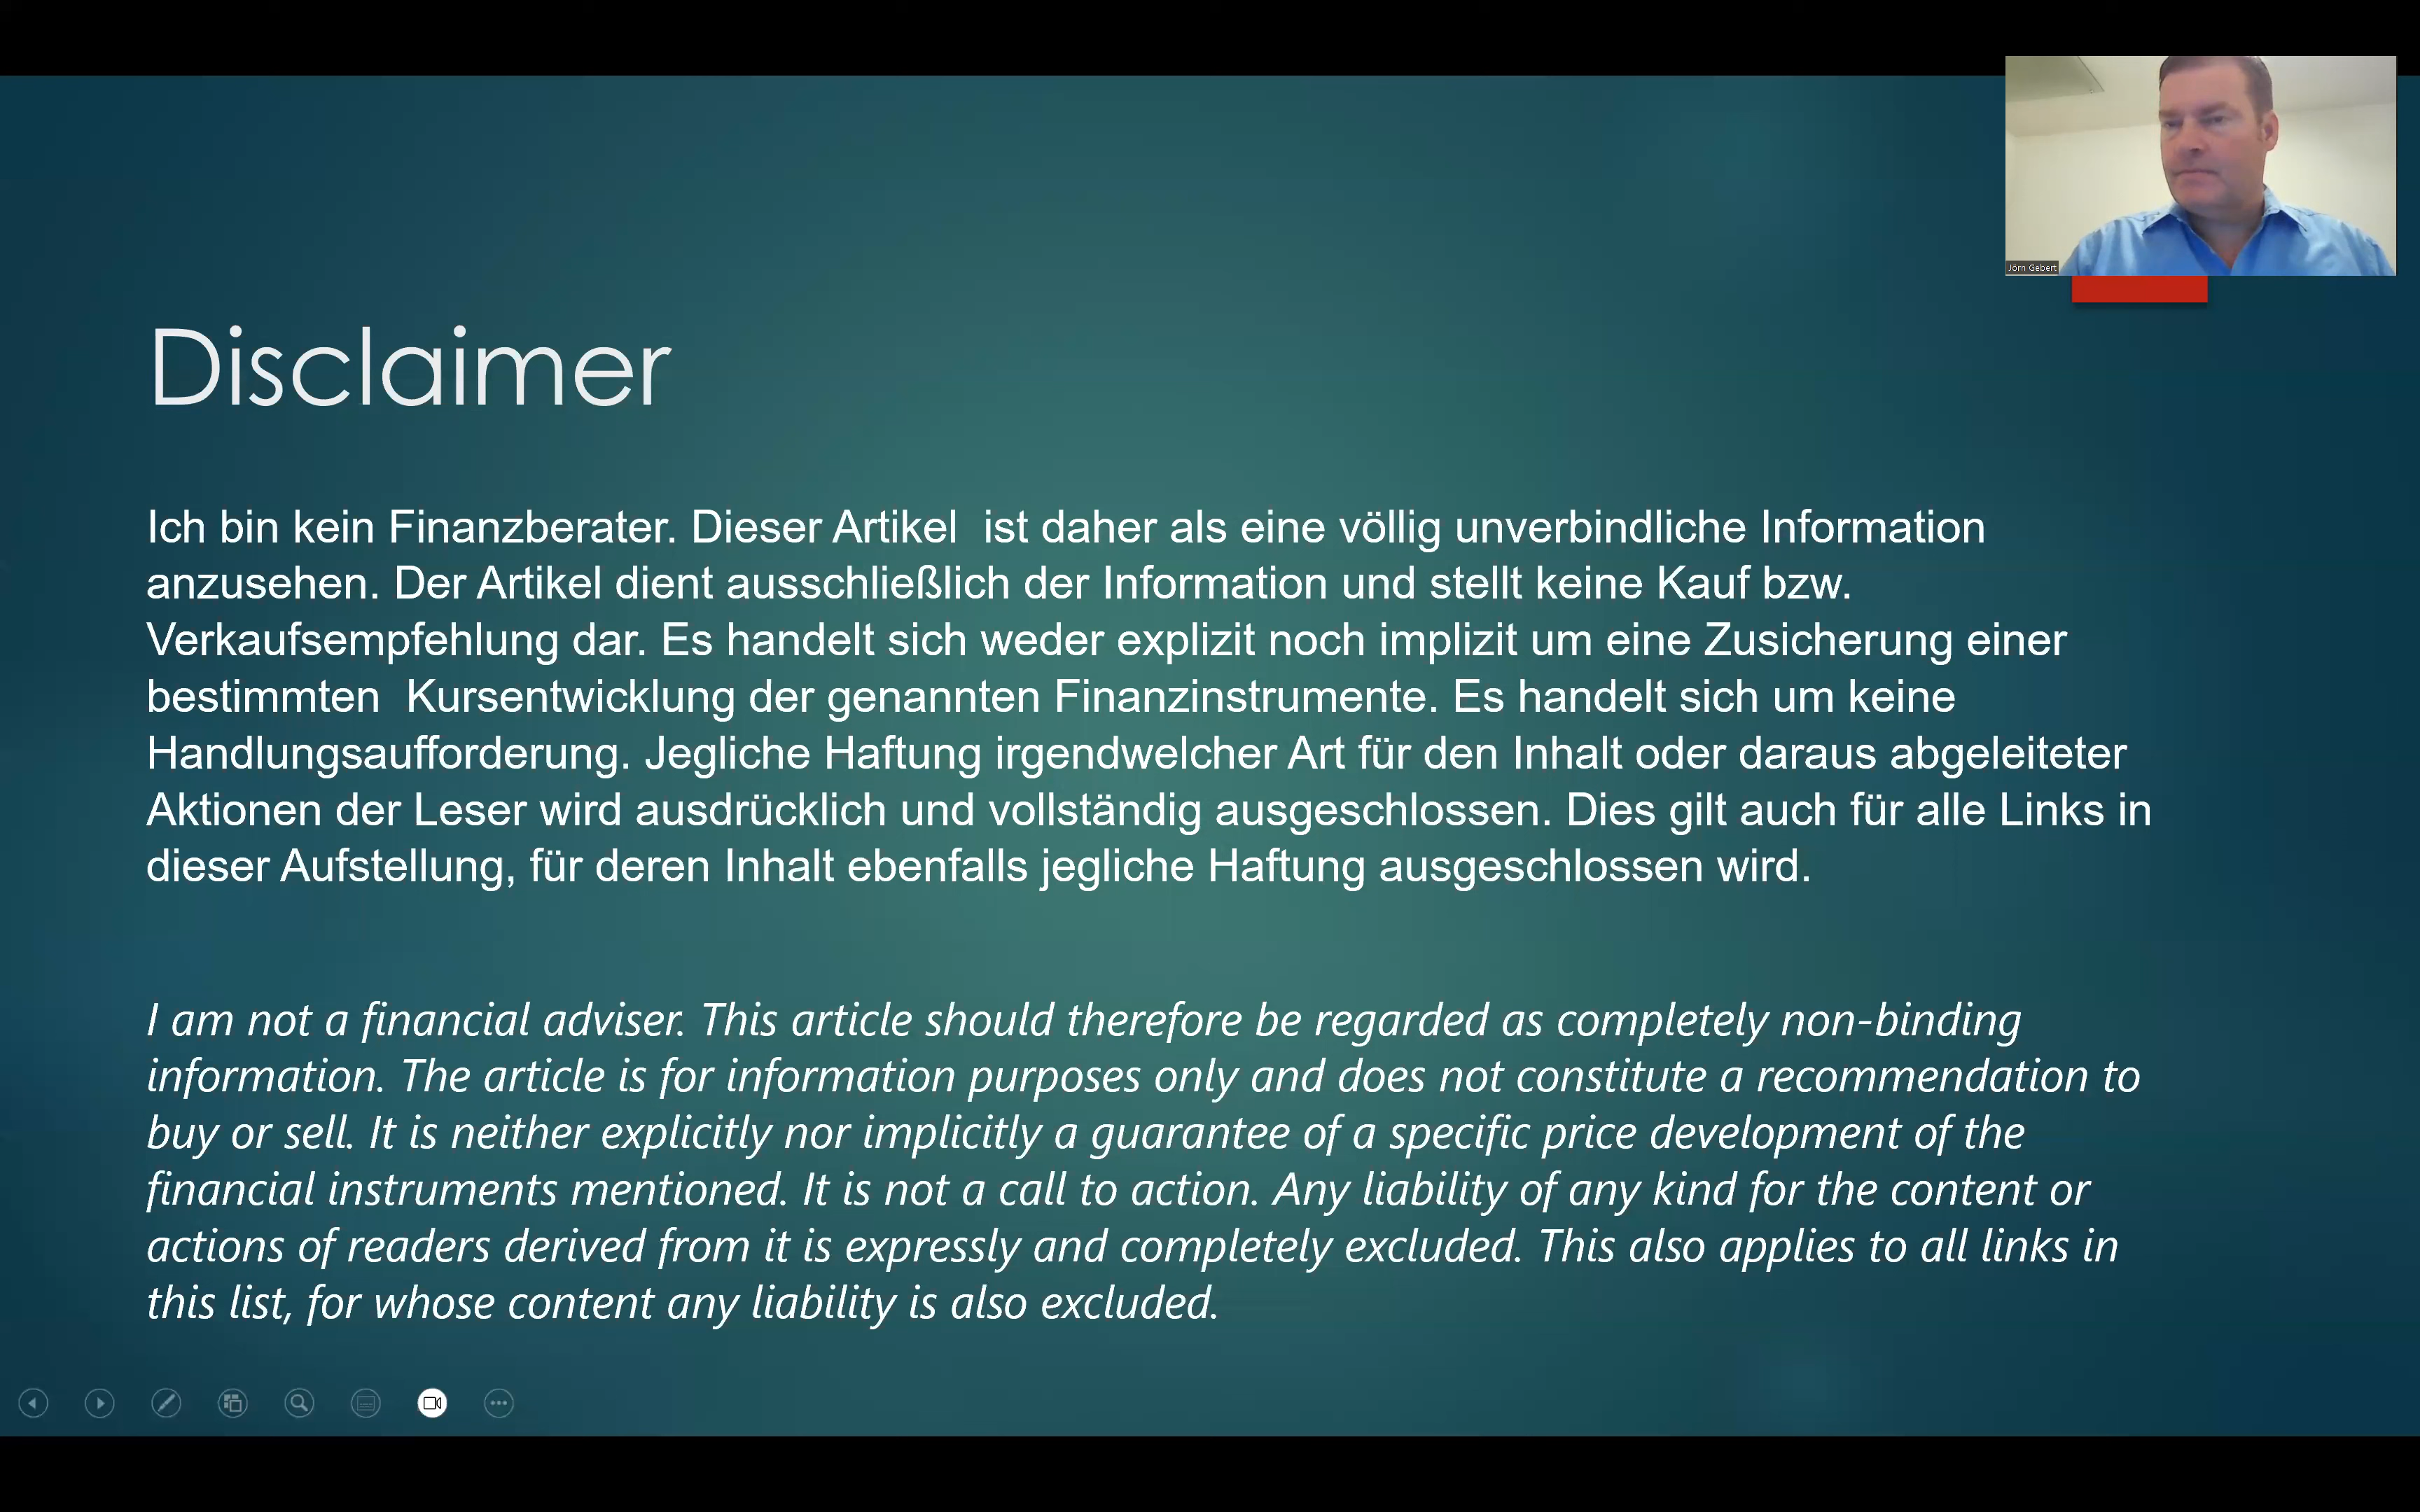 Jörn Gebert
Disclaimer
Ich bin kein Finanzberater. Dieser Artikel  ist daher als eine völlig unverbindliche Information
anzusehen. Der Artikel dient ausschließlich der Information und stellt keine Kauf bzw.
Verkaufsempfehlung dar. Es handelt sich weder explizit noch implizit um eine Zusicherung einer
bestimmten  Kursentwicklung der genannten Finanzinstrumente. Es handelt sich um keine
Handlungsaufforderung. Jegliche Haftung irgendwelcher Art für den Inhalt oder daraus abgeleiteter
Aktionen der Leser wird ausdrücklich und vollständig ausgeschlossen. Dies gilt auch für alle Links in
dieser Aufstellung, für deren Inhalt ebenfalls jegliche Haftung ausgeschlossen wird.
I am not a financial adviser. This article should therefore be regarded as completely non-binding
information. The article is for information purposes only and does not constitute a recommendation to
buy or sell. It is neither explicitly nor implicitly a guarantee of a specific price development of the
financial instruments mentioned. It is not a call to action. Any liability of any kind for the content or
actions of readers derived from it is expressly and completely excluded. This also applies to all links in
this list, for whose content any liability is also excluded.